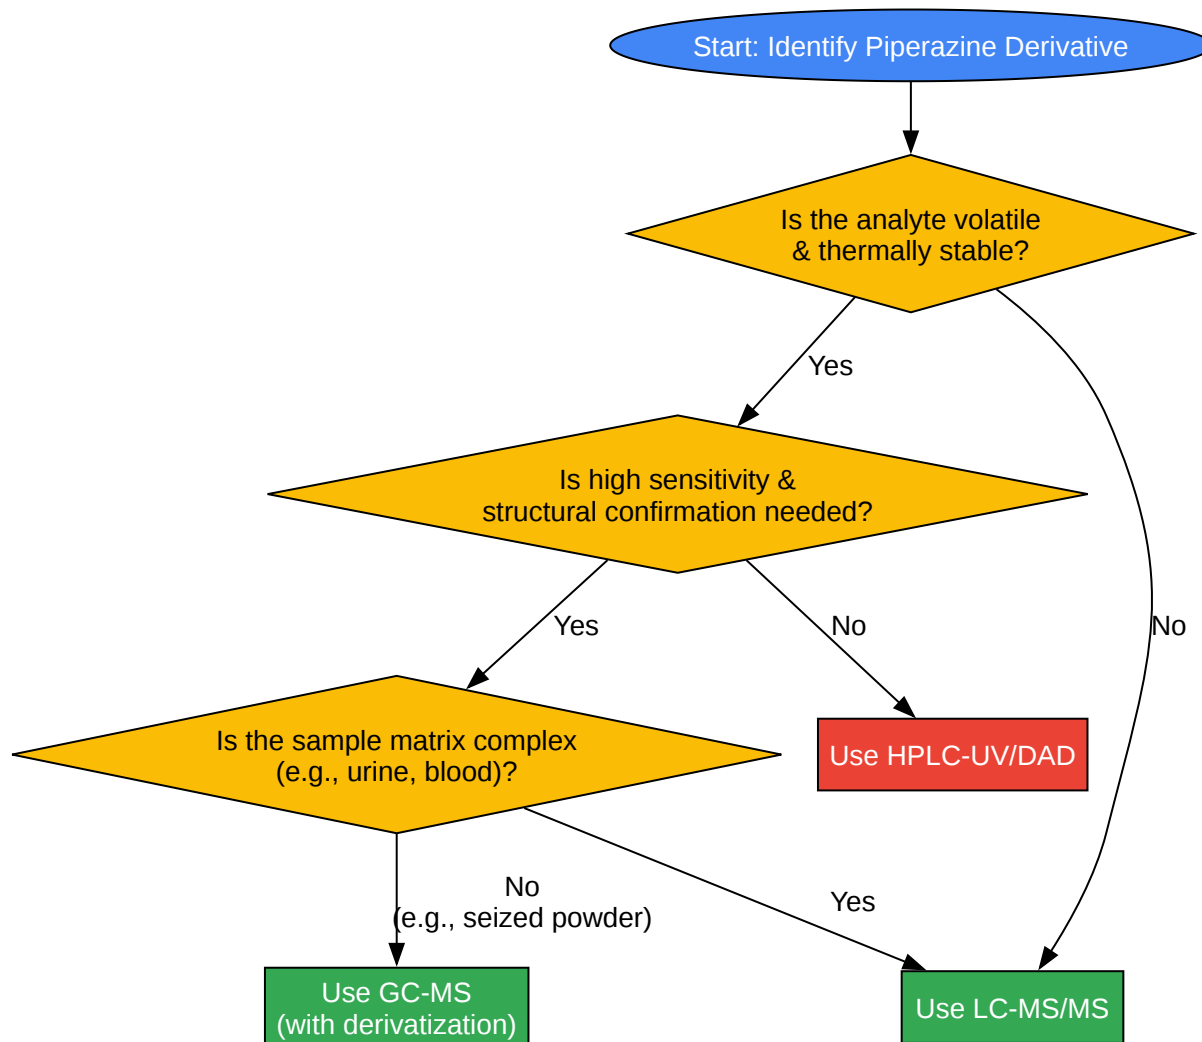 Start: Identify Piperazine Derivative
Is the analyte volatile
& thermally stable?
Yes
Is high sensitivity &
structural confirmation needed?
Yes
No
No
Is the sample matrix complex
(e.g., urine, blood)?
Use HPLC-UV/DAD
No
(e.g., seized powder)
Yes
Use GC-MS
(with derivatization)
Use LC-MS/MS